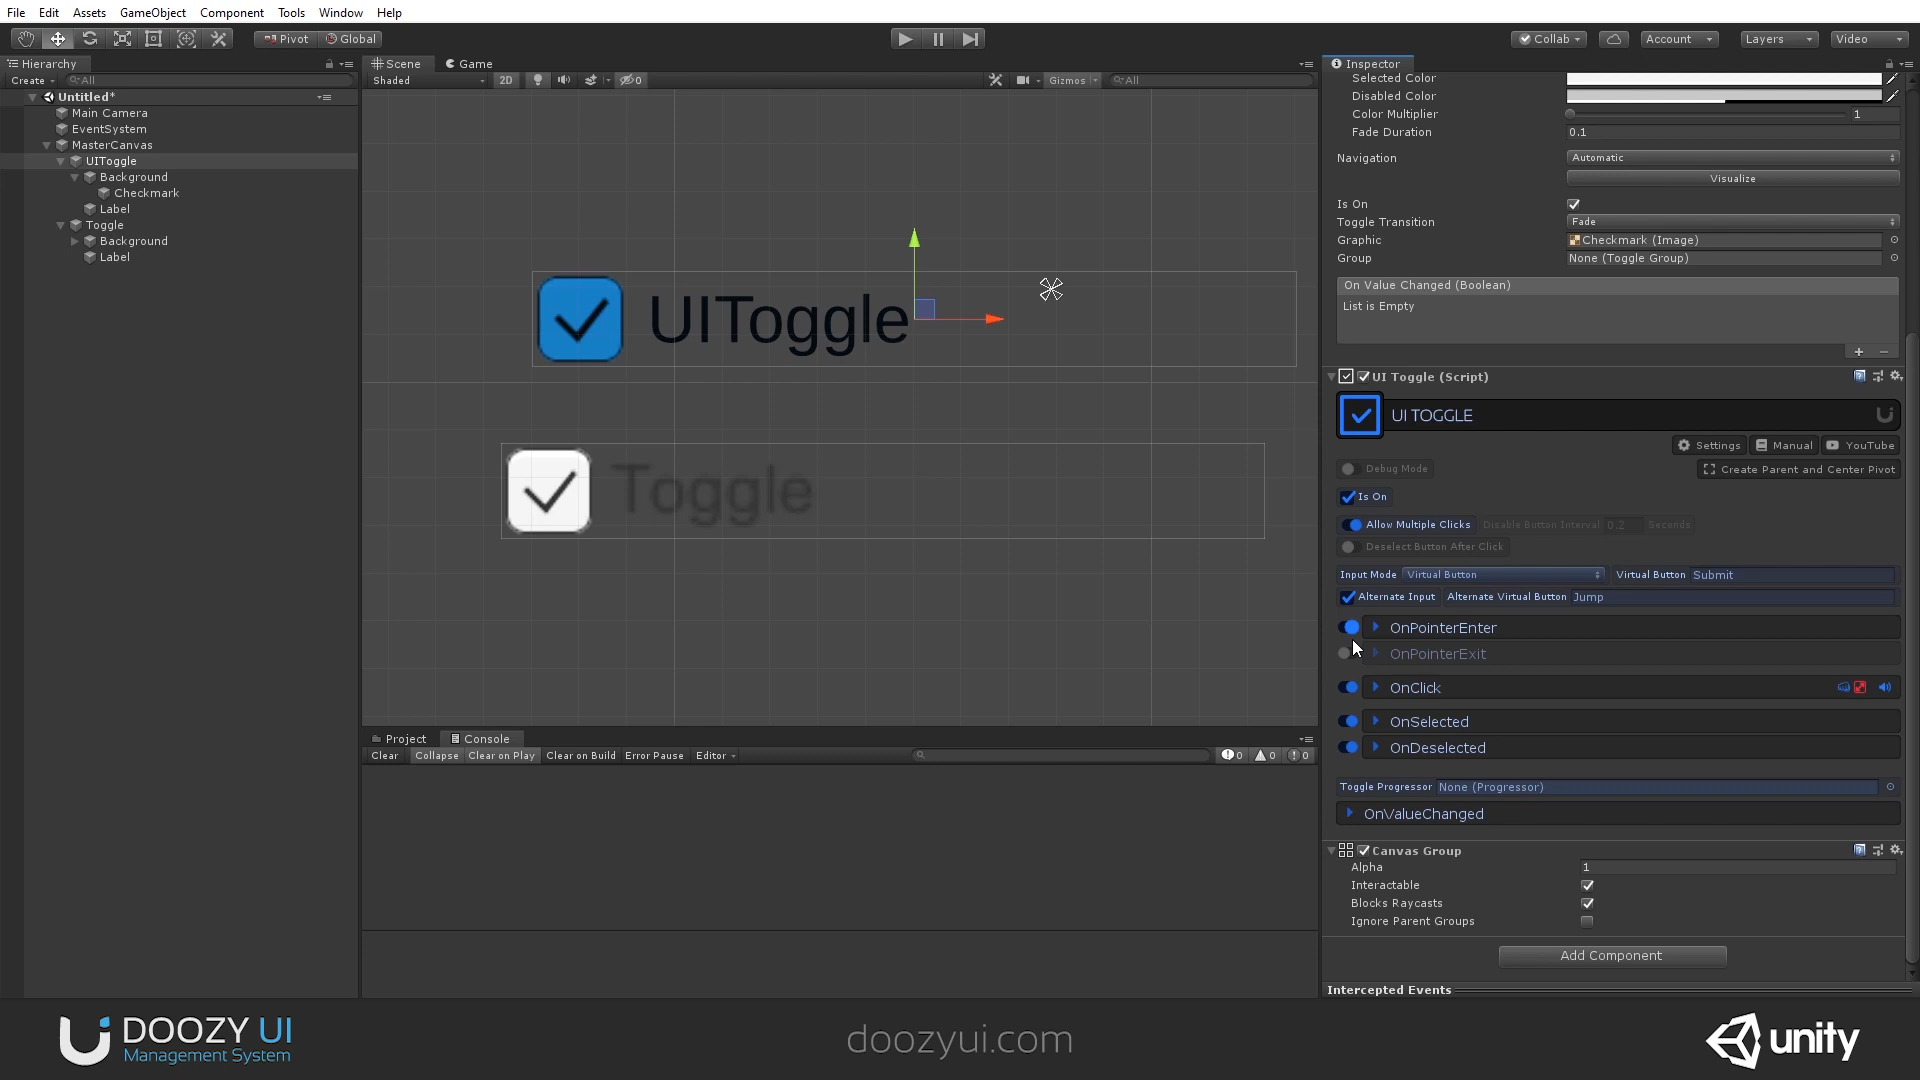 File Edit Assets GameObject Component Tools Window Help
Pivot Global Collab Account Layers Video
Hierarchy
Create All
Untitled*
Main Camera
EventSystem
MasterCanvas
UIToggle
Background
Checkmark
Label
Toggle
Background
Label
Scene Game
Shaded 2D 0 Gizmos All
UIToggle
Toggle
Project Console
Clear Collapse Clear on Play Clear on Build Error Pause Editor 0 0 0
Inspector
Selected Color
Disabled Color
Color Multiplier 1
Fade Duration 0.1
Navigation Automatic
Visualize
Is On
Toggle Transition Fade
Graphic Checkmark (Image)
Group None (Toggle Group)
On Value Changed (Boolean)
List is Empty
+ −
UI Toggle (Script)
UI TOGGLE
Settings Manual YouTube
Debug Mode Create Parent and Center Pivot
Is On
Allow Multiple Clicks Disable Button Interval 0.2 Seconds
Deselect Button After Click
Input Mode Virtual Button Virtual Button Submit
Alternate Input Alternate Virtual Button Jump
OnPointerEnter
OnPointerExit
OnClick
OnSelected
OnDeselected
Toggle Progressor None (Progressor)
OnValueChanged
Canvas Group
Alpha 1
Interactable
Blocks Raycasts
Ignore Parent Groups
Add Component
Intercepted Events
DOOZY UI
Management System
doozyui.com
unity